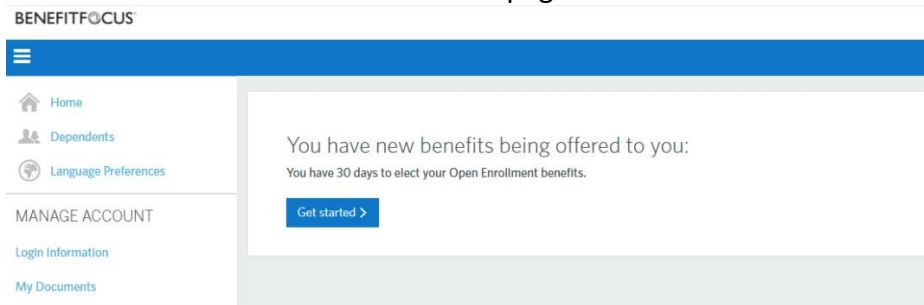 BENEFITFOCUS
Home
Dependents
Language Preferences
MANAGE ACCOUNT
Login Information
My Documents
You have new benefits being offered to you:
You have 30 days to elect your Open Enrollment benefits.
Get started >